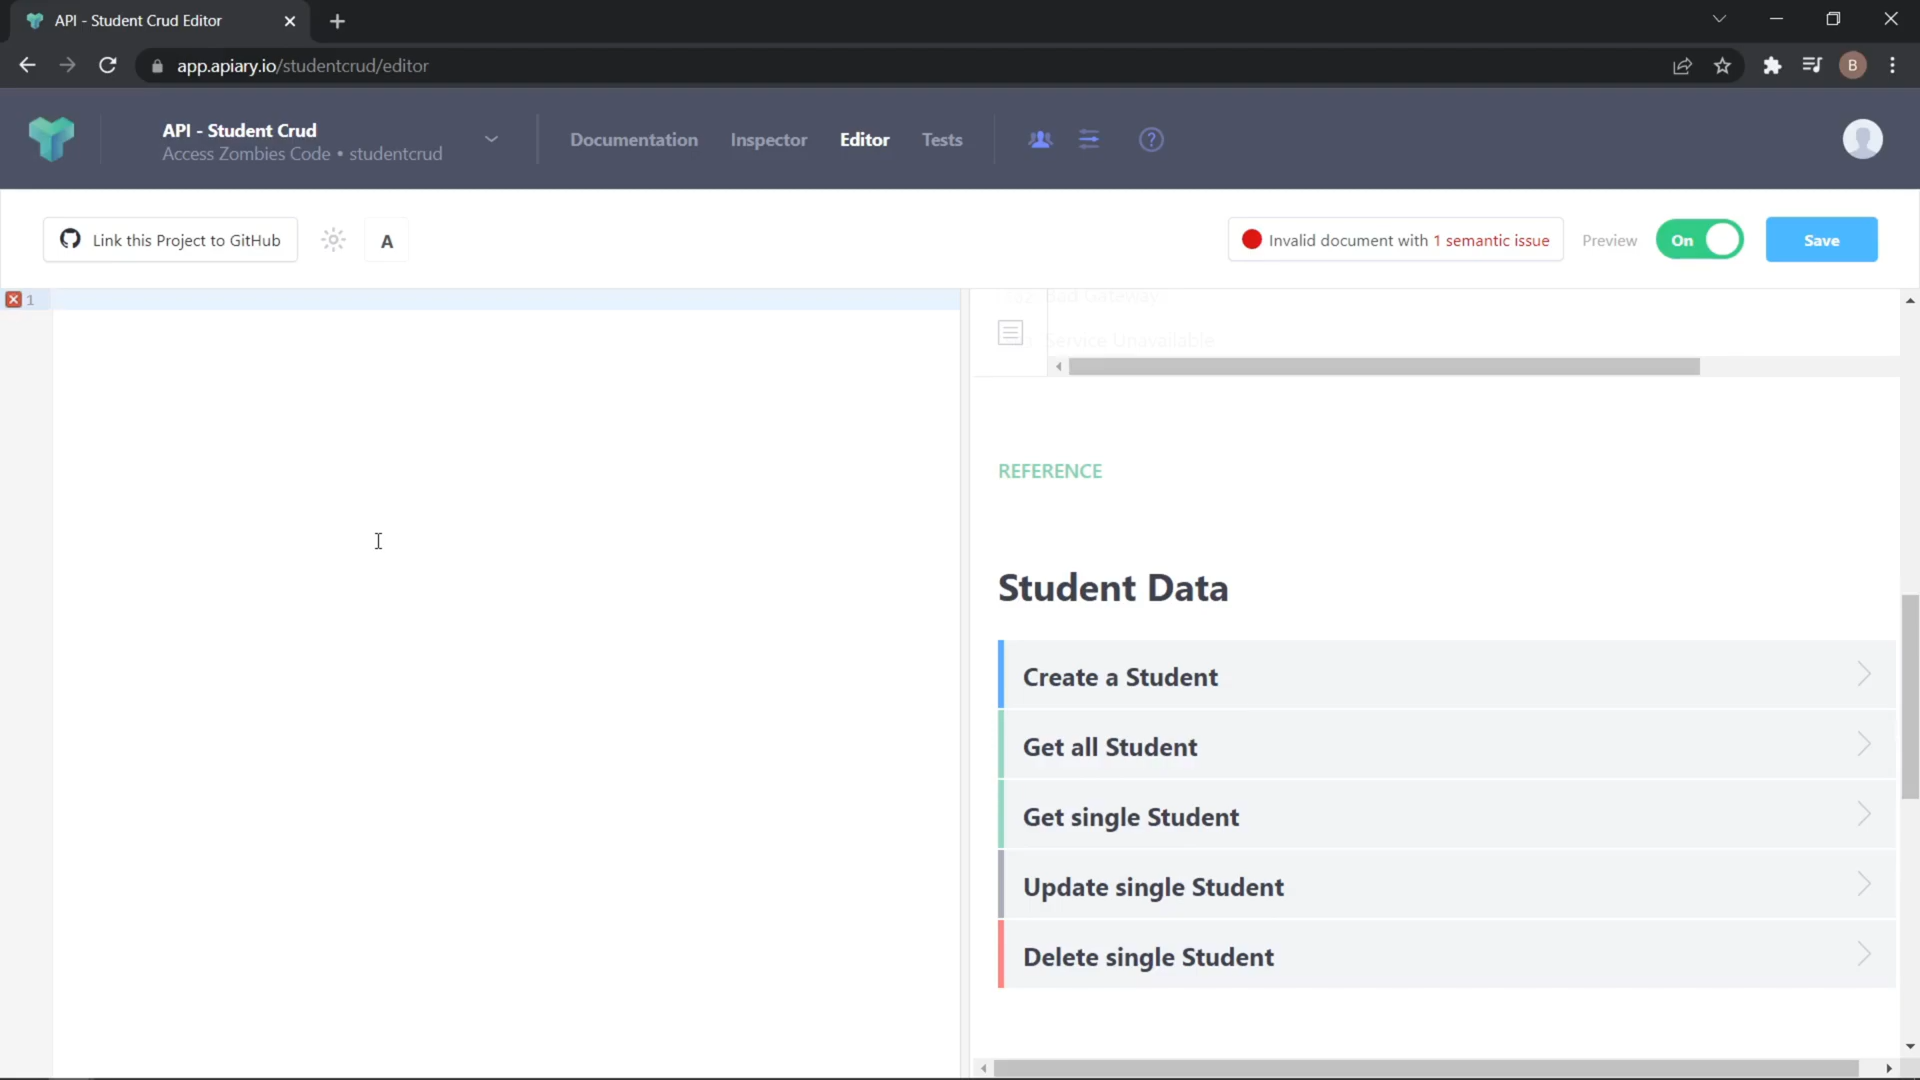 API - Student Crud Editor
app.apiary.io/studentcrud/editor
B
API - Student Crud
Access Zombies Code • studentcrud
Documentation
Inspector
Editor
Tests
?
Link this Project to GitHub
A
Invalid document with 1 semantic issue
Preview
On
Save
1
Bad Gateway
Service Unavailable
REFERENCE
Student Data
Create a Student
Get all Student
Get single Student
Update single Student
Delete single Student